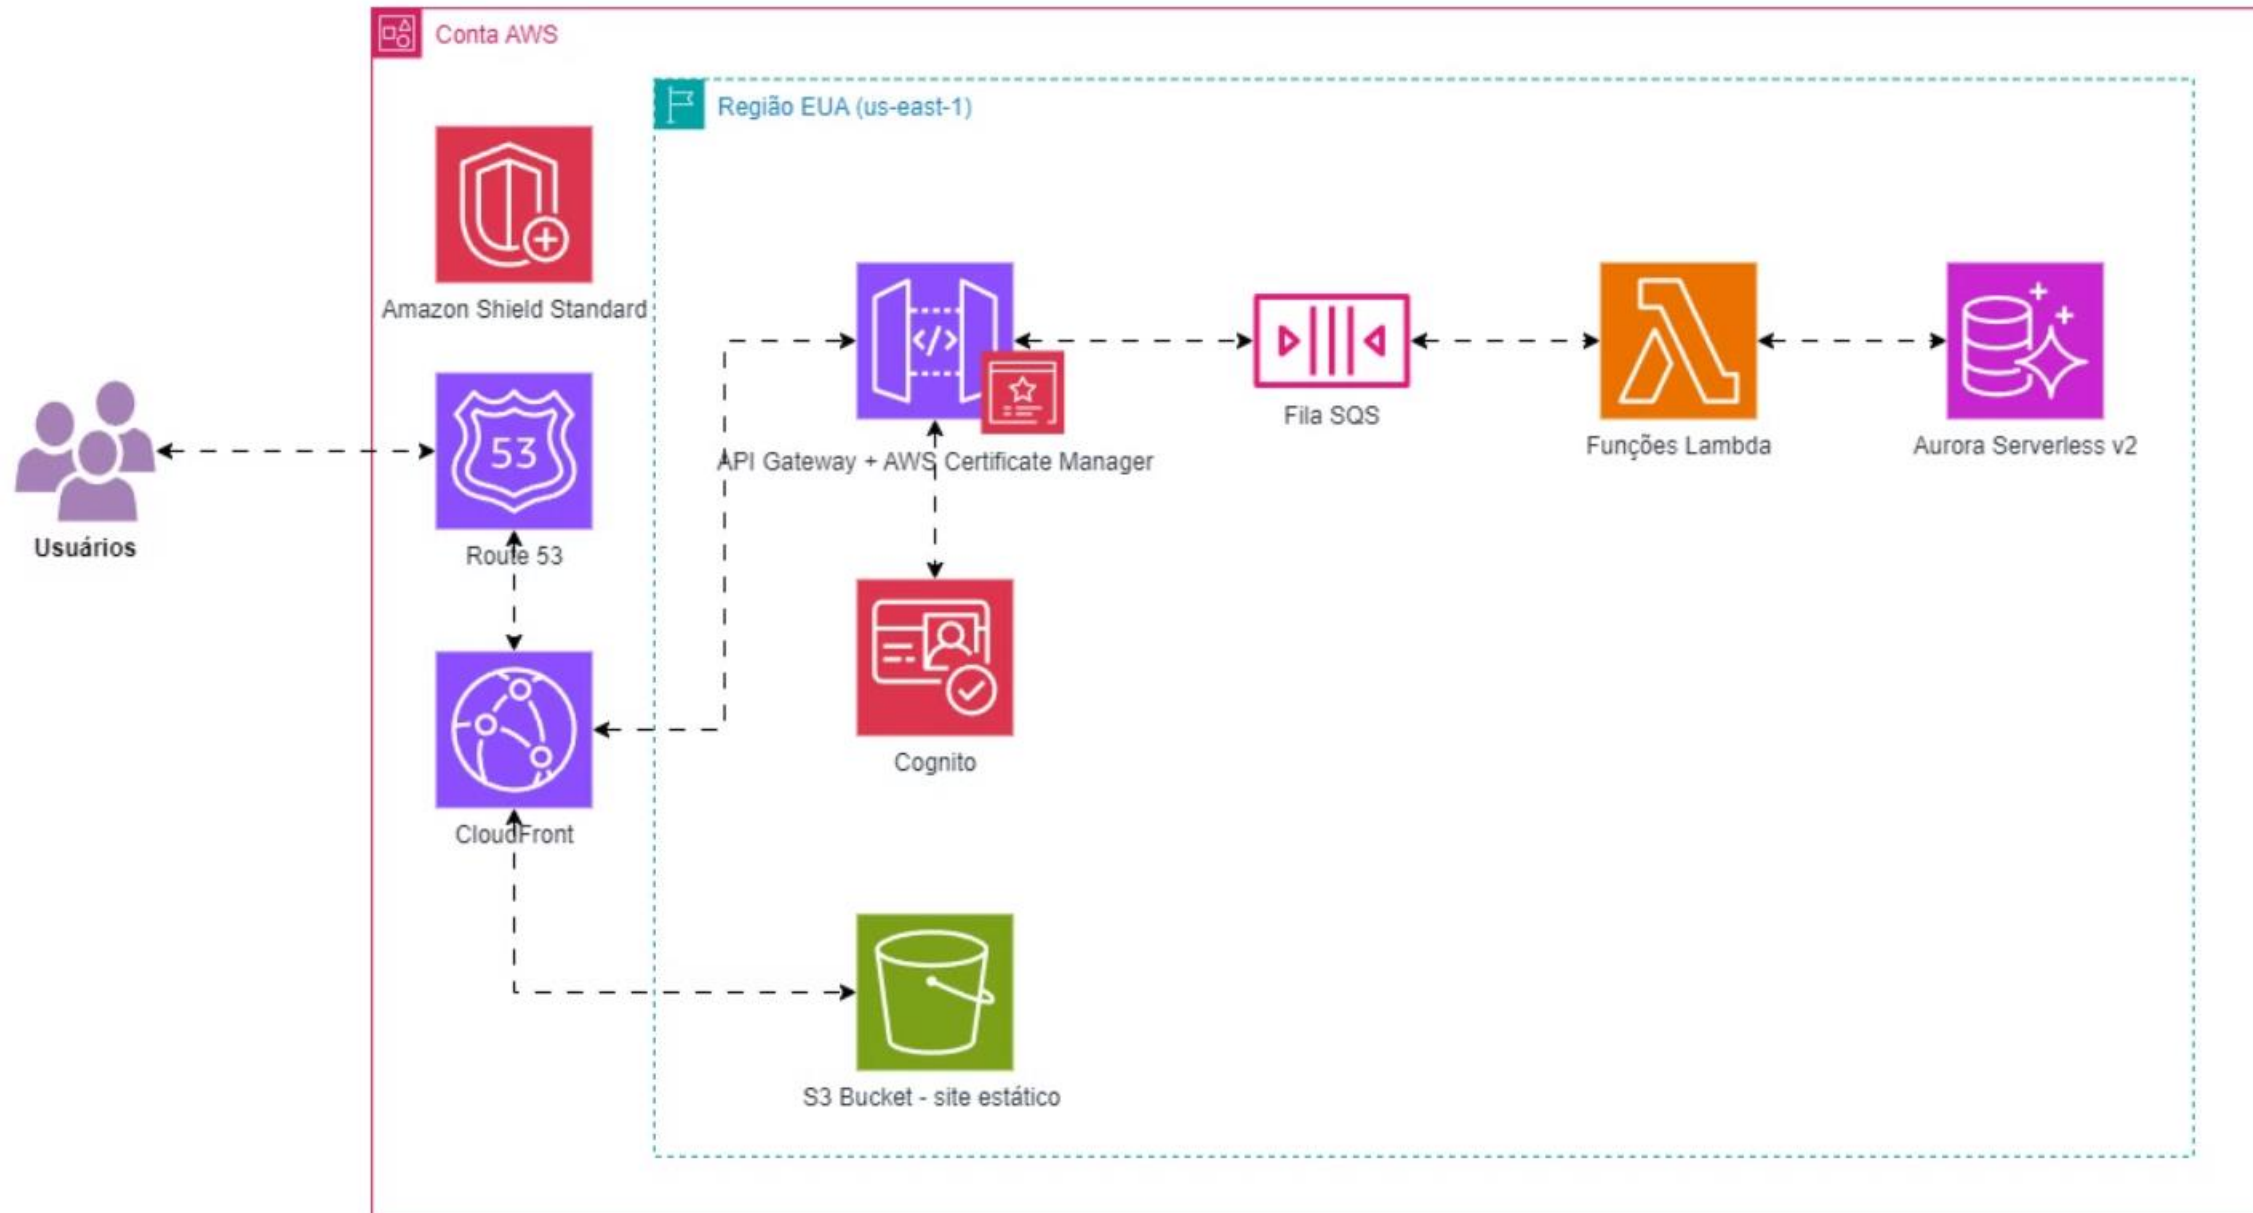 Conta AWS
Região EUA (us-east-1)
Amazon Shield Standard
53
Route 53
Usuários
CloudFront
</>
API Gateway + AWS Certificate Manager
Fila SQS
Funções Lambda
Aurora Serverless v2
Cognito
S3 Bucket - site estático